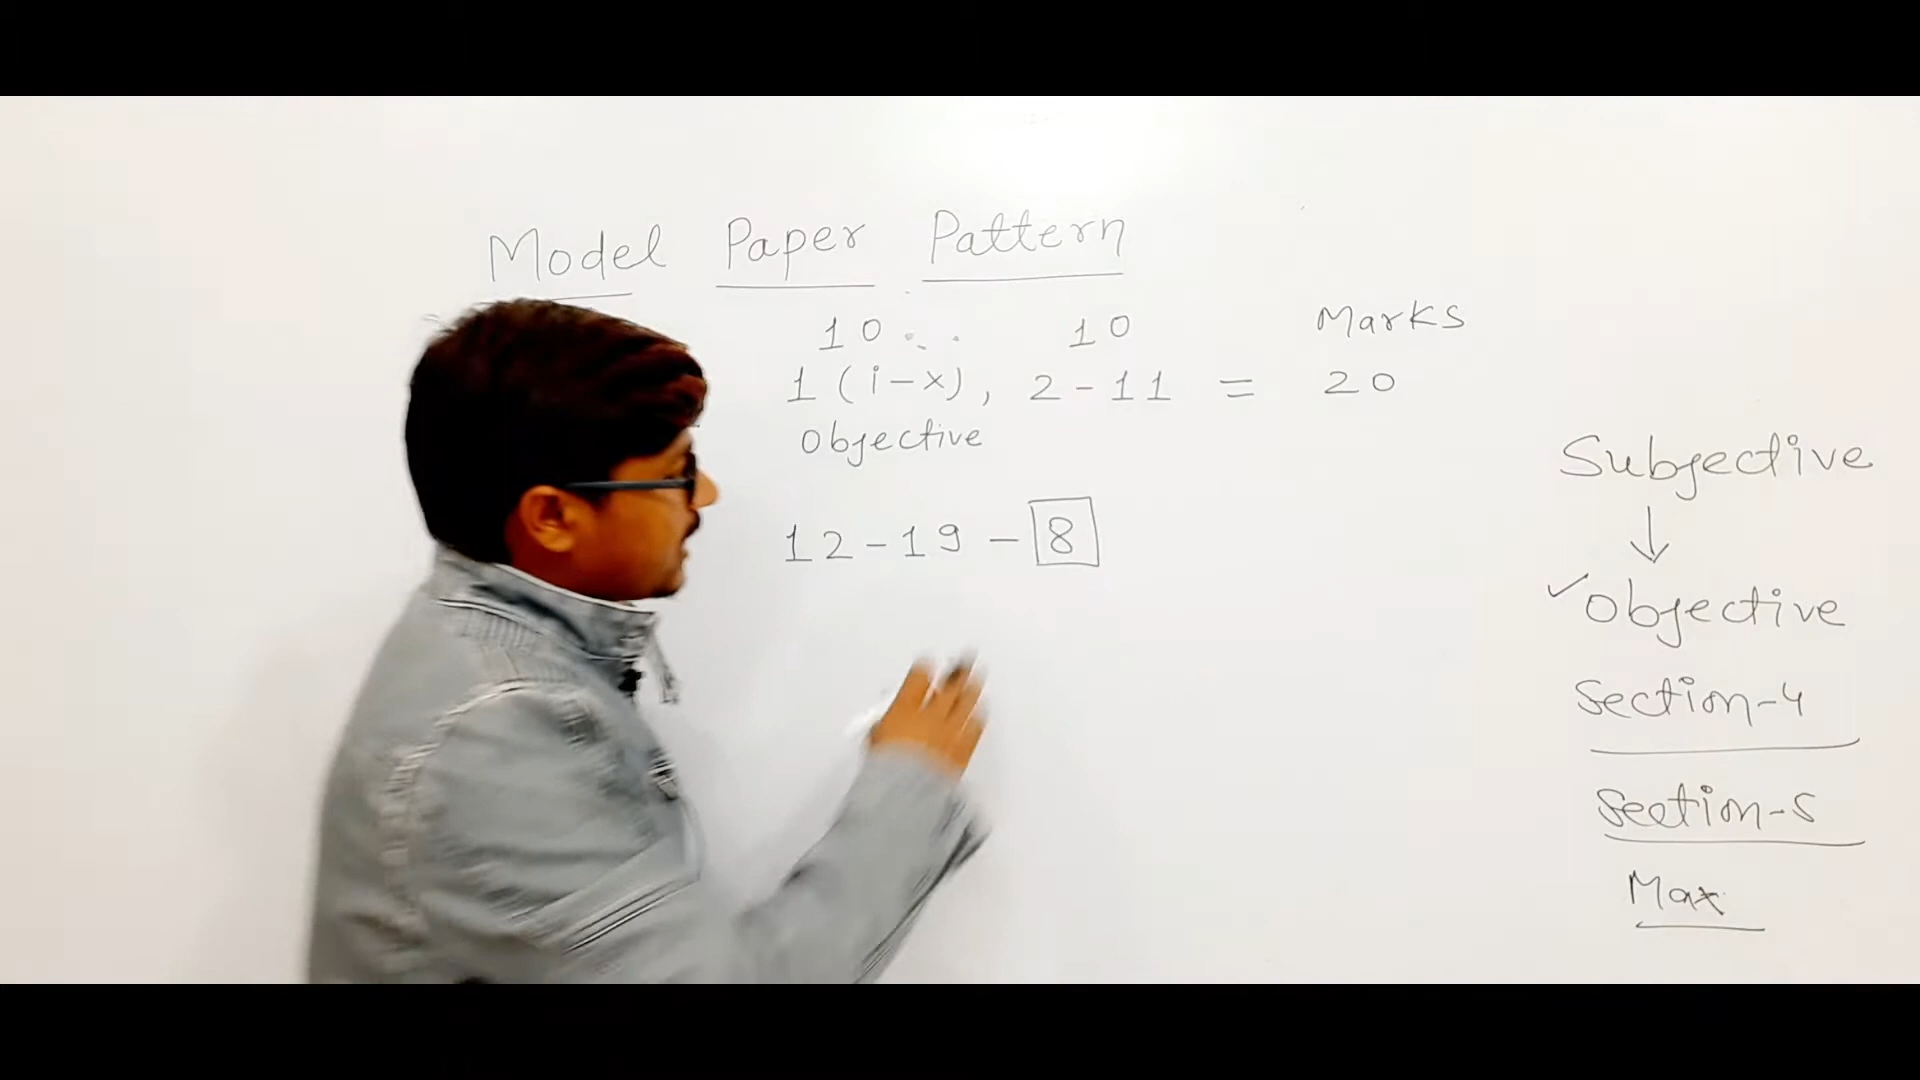 Model Paper Pattern
10 10 Marks
1 (i-x), 2-11 = 20
Objective
12-19 - 8
Subjective
↓
✓Objective
Section-4
Section-5
Max